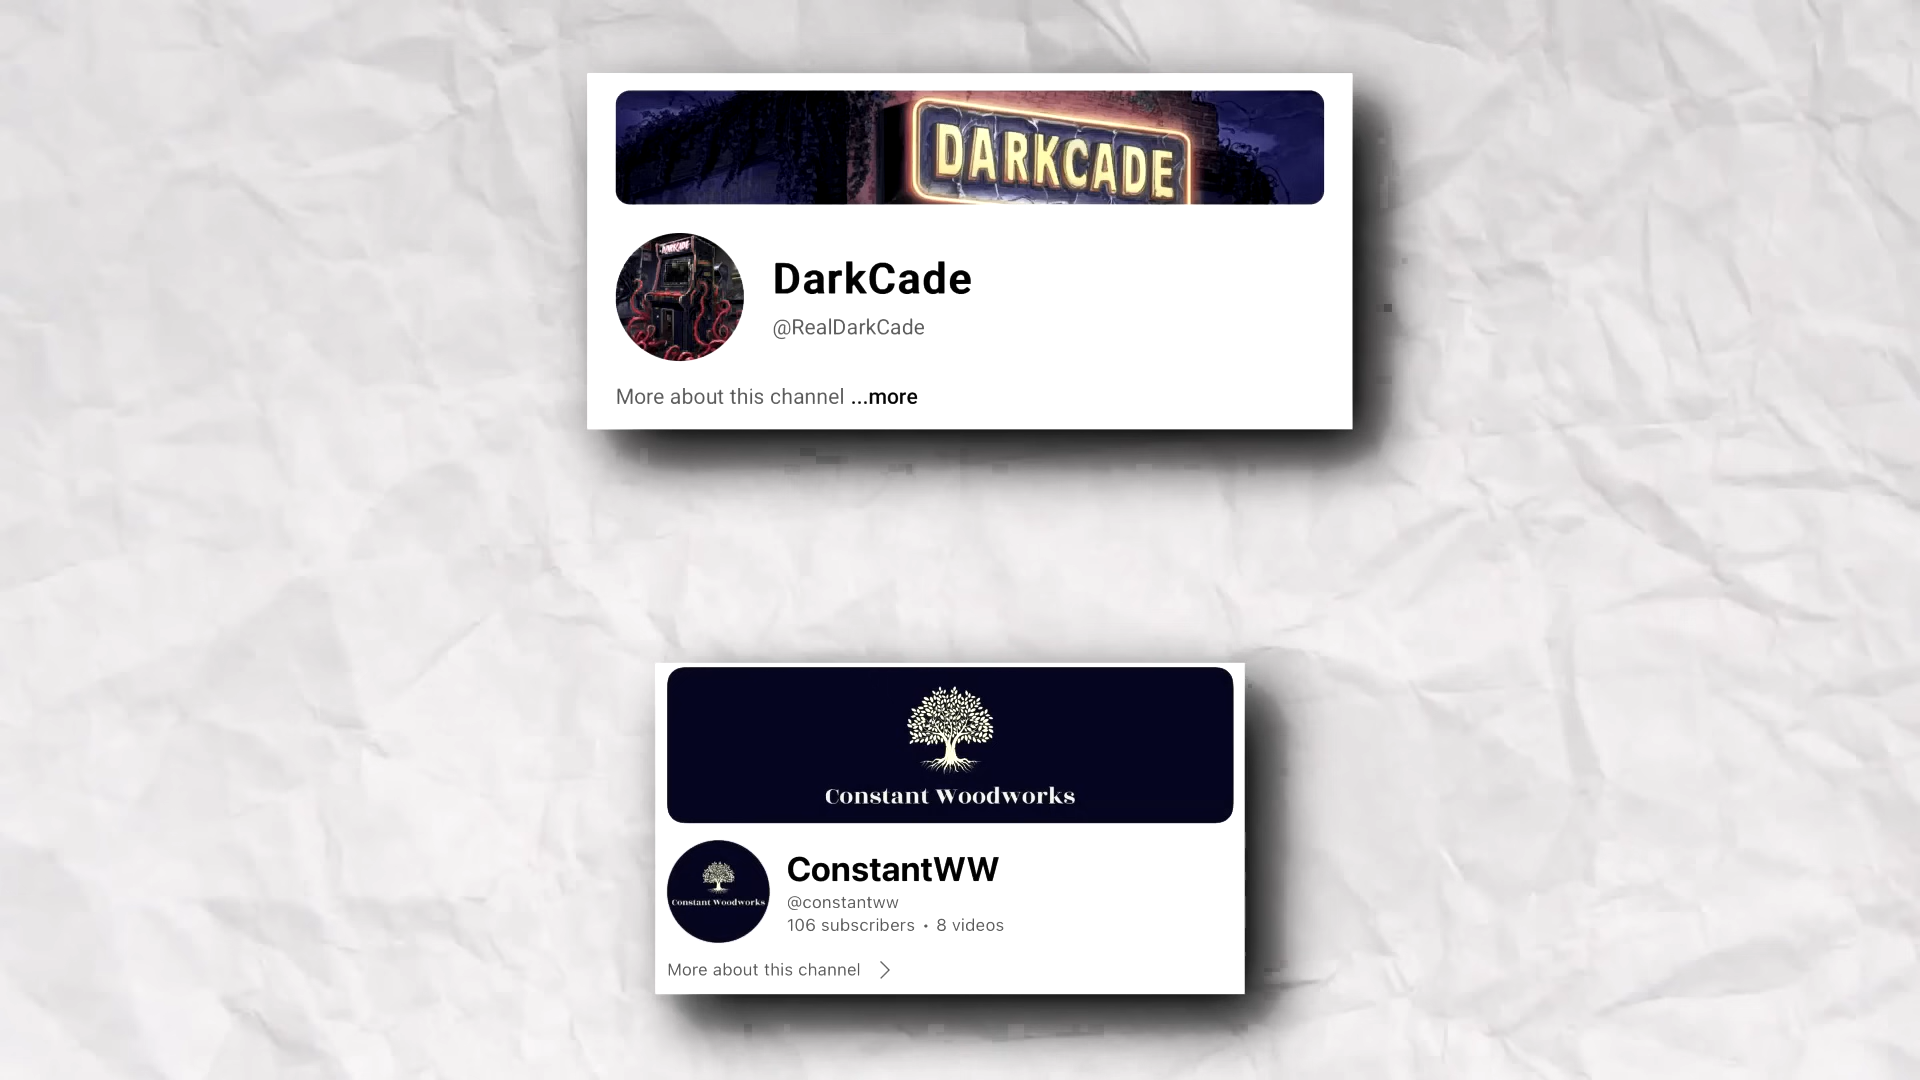 DARKCADE
DARKCADE
DarkCade
@RealDarkCade
More about this channel ...more
Constant Woodworks
Constant Woodworks
ConstantWW
@constantww
106 subscribers • 8 videos
More about this channel